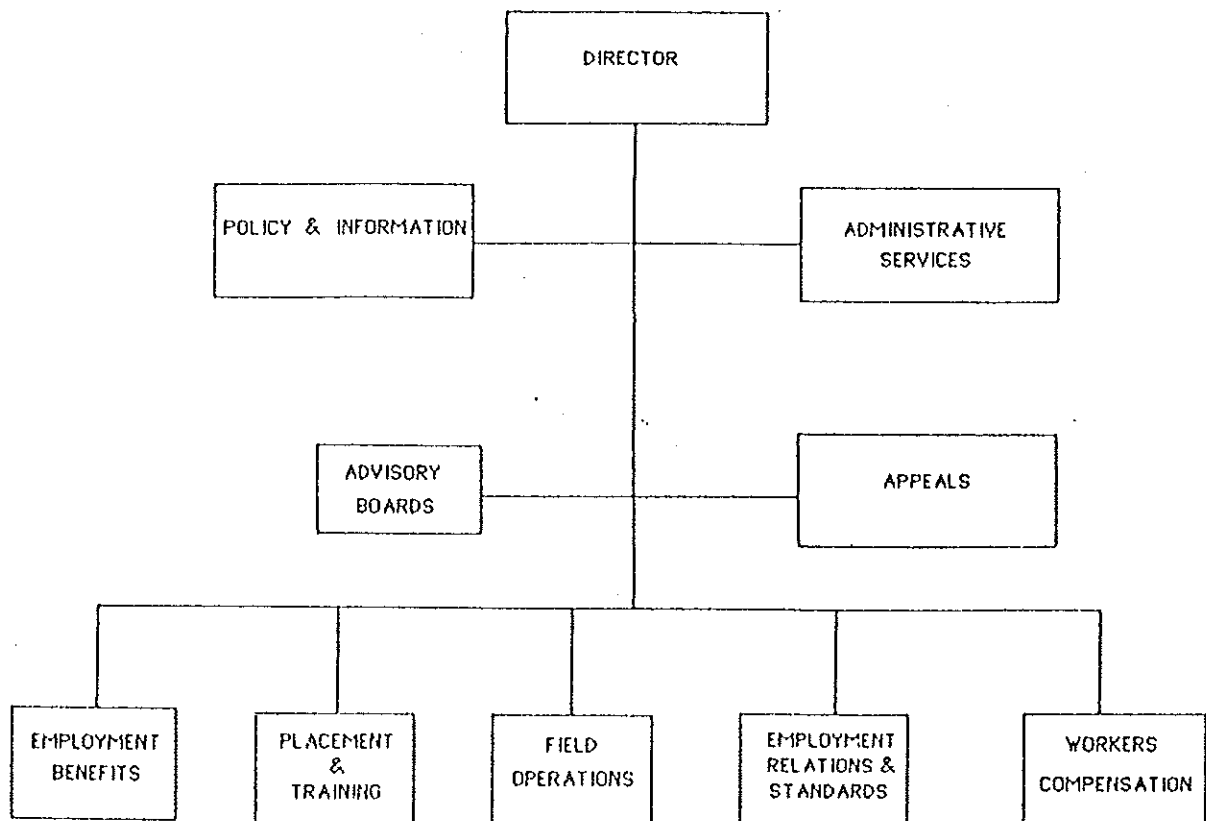 DIRECTOR
POLICY & INFORMATION
ADMINISTRATIVE
SERVICES
ADVISORY
BOARDS
APPEALS
EMPLOYMENT
BENEFITS
PLACEMENT
&
TRAINING
FIELD
OPERATIONS
EMPLOYMENT
RELATIONS &
STANDARDS
WORKERS
COMPENSATION